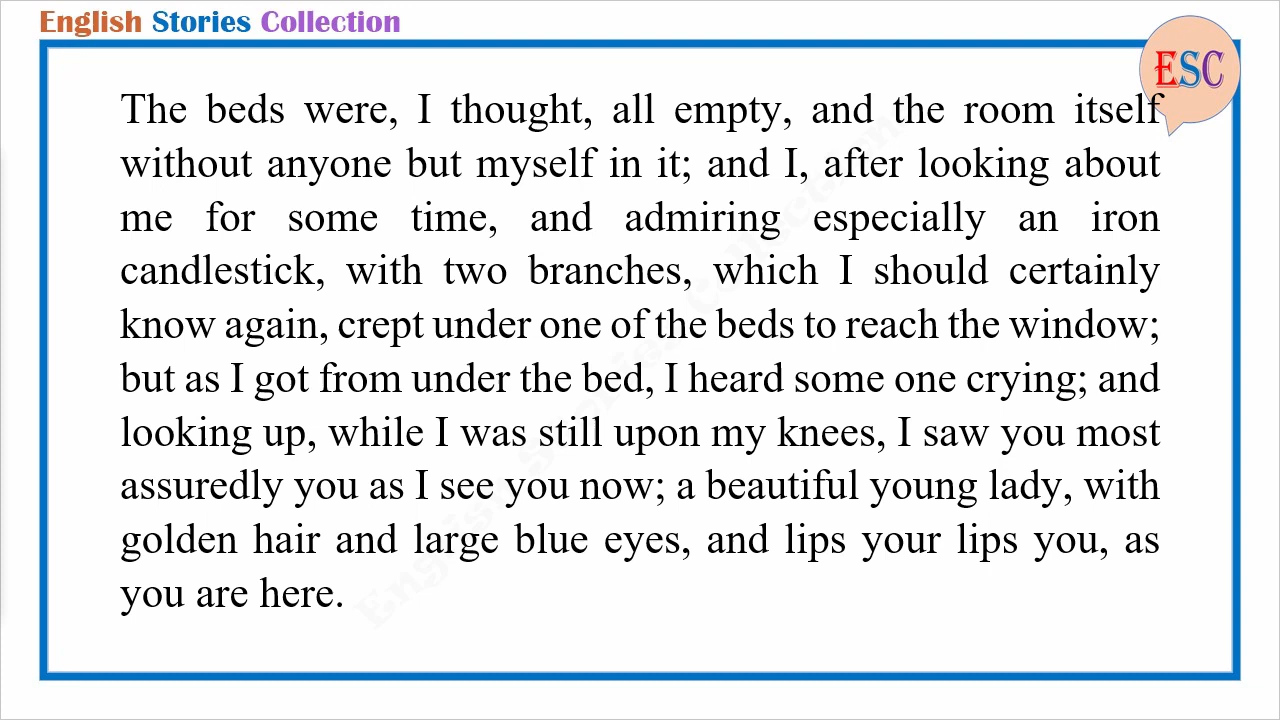 English Stories Collection
ESC
The beds were, I thought, all empty, and the room itself
without anyone but myself in it; and I, after looking about
me for some time, and admiring especially an iron
candlestick, with two branches, which I should certainly
know again, crept under one of the beds to reach the window;
but as I got from under the bed, I heard some one crying; and
looking up, while I was still upon my knees, I saw you most
assuredly you as I see you now; a beautiful young lady, with
golden hair and large blue eyes, and lips your lips you, as
you are here.